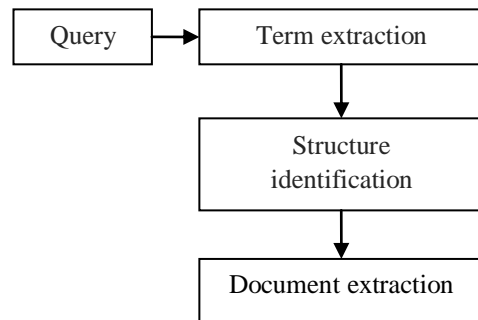 Query
Term extraction
Structure
identification
Document extraction